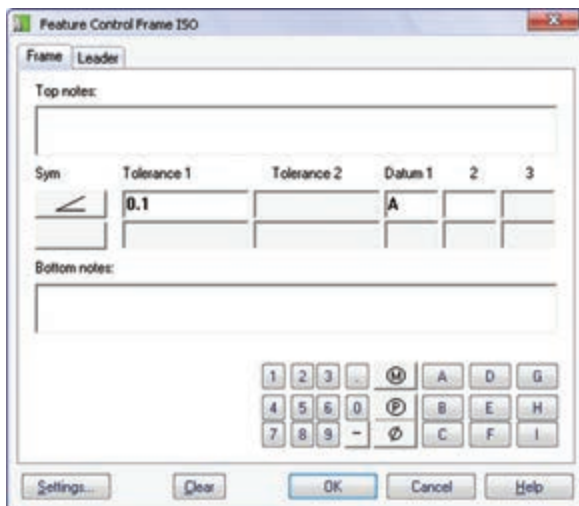 Feature Control Frame ISO
Frame Leader
Top notes:
Sym Tolerance 1 Tolerance 2 Datum 1 2 3
0.1 A
Bottom notes:
1 2 3 . Ⓜ A D G
4 5 6 0 Ⓟ B E H
7 8 9 - Ø C F I
Settings... Clear OK Cancel Help